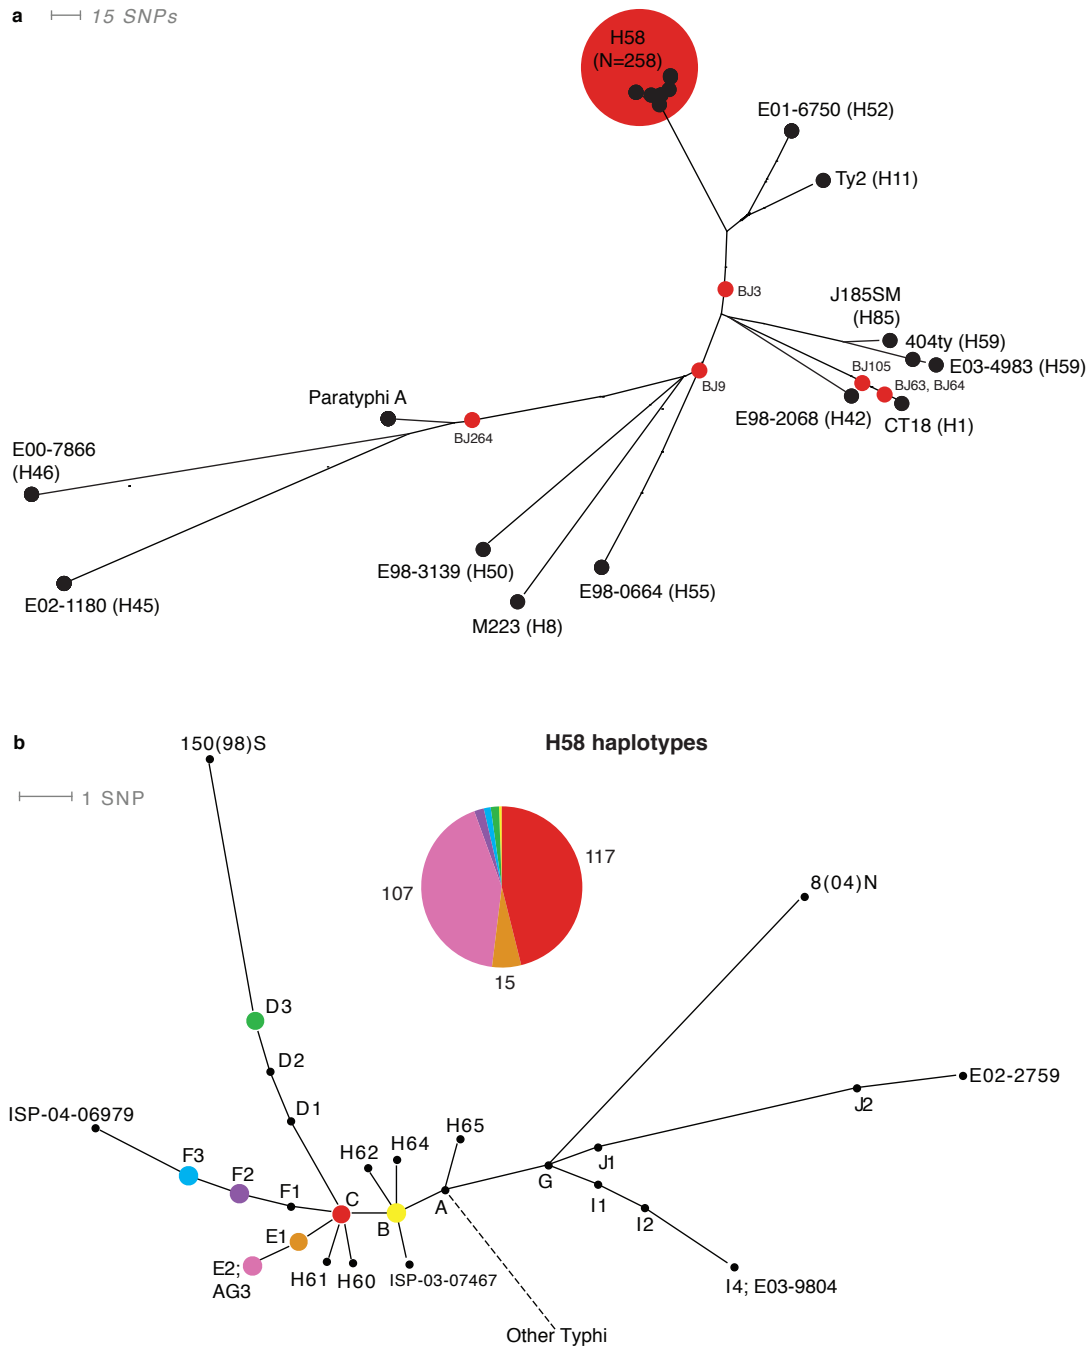 a
15 SNPs
H58
(N=258)
E01-6750 (H52)
Ty2 (H11)
BJ3
J185SM
(H85)
404ty (H59)
E03-4983 (H59)
BJ105
BJ63, BJ64
BJ9
E98-2068 (H42)
CT18 (H1)
Paratyphi A
BJ264
E00-7866
(H46)
E98-3139 (H50)
E98-0664 (H55)
E02-1180 (H45)
M223 (H8)
b
150(98)S
H58 haplotypes
1 SNP
117
107
15
8(04)N
D3
D2
E02-2759
J2
ISP-04-06979
D1
H65
H64
H62
F3
J1
F2
G
F1
C
A
I1
B
I2
E1
E2;
AG3
H61
H60
ISP-03-07467
I4; E03-9804
Other Typhi